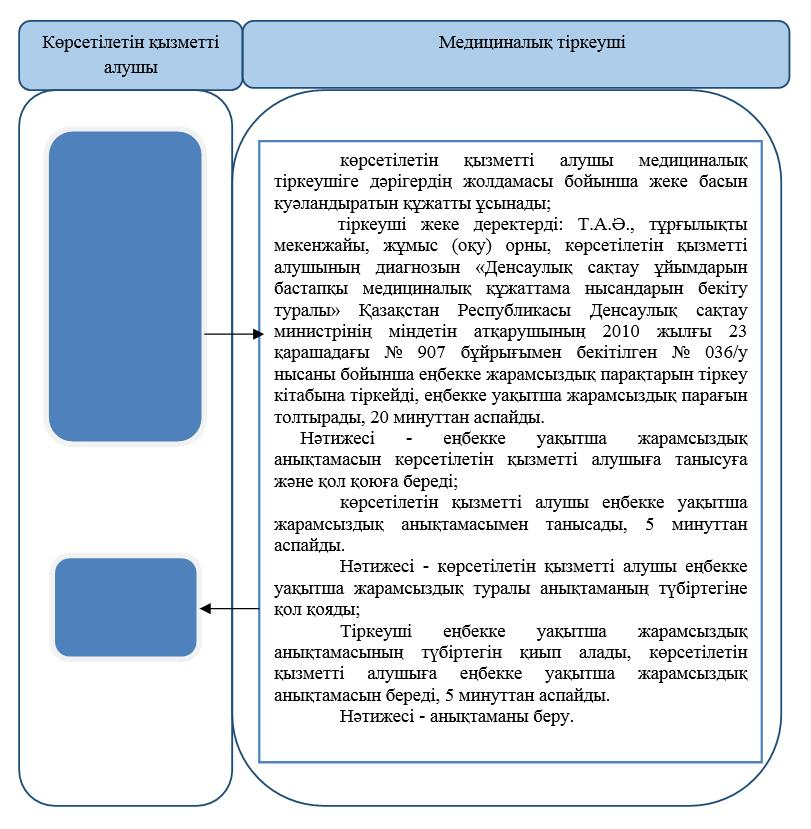 Көрсетілетін қызметті
алушы
Медициналық тіркеуші
көрсетілетін қызметті алушы медициналық
тіркеушіге дәрігердің жолдамасы бойынша жеке басын
куәландыратын құжатты ұсынады;
тіркеуші жеке деректерді: Т.А.Ә., тұрғылықты
мекенжайы, жұмыс (оқу) орны, көрсетілетін қызметті
алушының диагнозын «Денсаулық сақтау ұйымдарын
бастапқы медициналық құжаттама нысандарын бекіту
туралы» Қазақстан Республикасы Денсаулық сақтау
министрінің міндетін атқарушының 2010 жылғы 23
қарашадағы № 907 бұйрығымен бекітілген № 036/у
нысаны бойынша еңбекке жарамсыздық парақтарын тіркеу
кітабына тіркейді, еңбекке уақытша жарамсыздық парағын
толтырады, 20 минуттан аспайды.
Нәтижесі - еңбекке уақытша жарамсыздық
анықтамасын көрсетілетін қызметті алушыға танысуға
және қол қоюға береді;
көрсетілетін қызметті алушы еңбекке уақытша
жарамсыздық анықтамасымен танысады, 5 минуттан
аспайды.
Нәтижесі - көрсетілетін қызметті алушы еңбекке
уақытша жарамсыздық туралы анықтаманың түбіртегіне
қол қояды;
Тіркеуші еңбекке уақытша жарамсыздық
анықтамасының түбіртегін қиып алады, көрсетілетін
қызметті алушыға еңбекке уақытша жарамсыздық
анықтамасын береді, 5 минуттан аспайды.
Нәтижесі - анықтаманы беру.